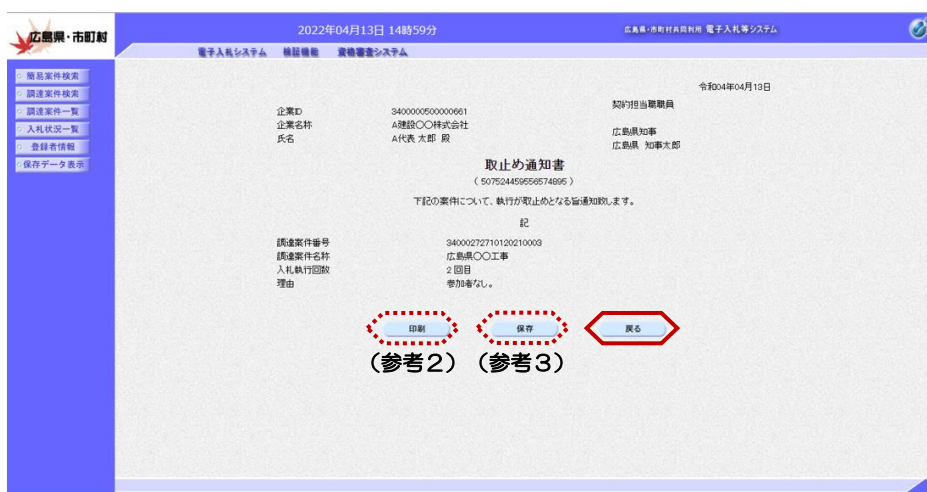 広島県・市町村
2022年04月13日 14時59分
広島県・市町村共同利用 電子入札等システム
電子入札システム 検証機能 資格審査システム
簡易案件検索
調達案件検索
調達案件一覧
入札状況一覧
登録者情報
保存データ表示
令和04年04月13日
企業ID 3400000500000661
企業名称 A建設〇〇株式会社
氏名 A代表 太郎 殿
契約担当職職員
広島県知事
広島県 知事太郎
取止め通知書
(507524459556574895)
下記の案件について、執行が取止めとなる旨通知致します。
記
調達案件番号 34000272710120210003
調達案件名称 広島県〇〇工事
入札執行回数 2回目
理由 参加者なし。
印刷 保存 戻る
(参考2) (参考3)